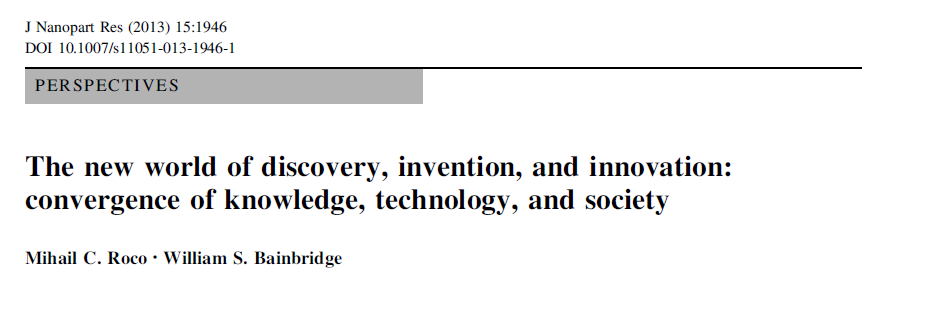 J Nanopart Res (2013) 15:1946
DOI 10.1007/s11051-013-1946-1
PERSPECTIVES
The new world of discovery, invention, and innovation:
convergence of knowledge, technology, and society
Mihail C. Roco · William S. Bainbridge